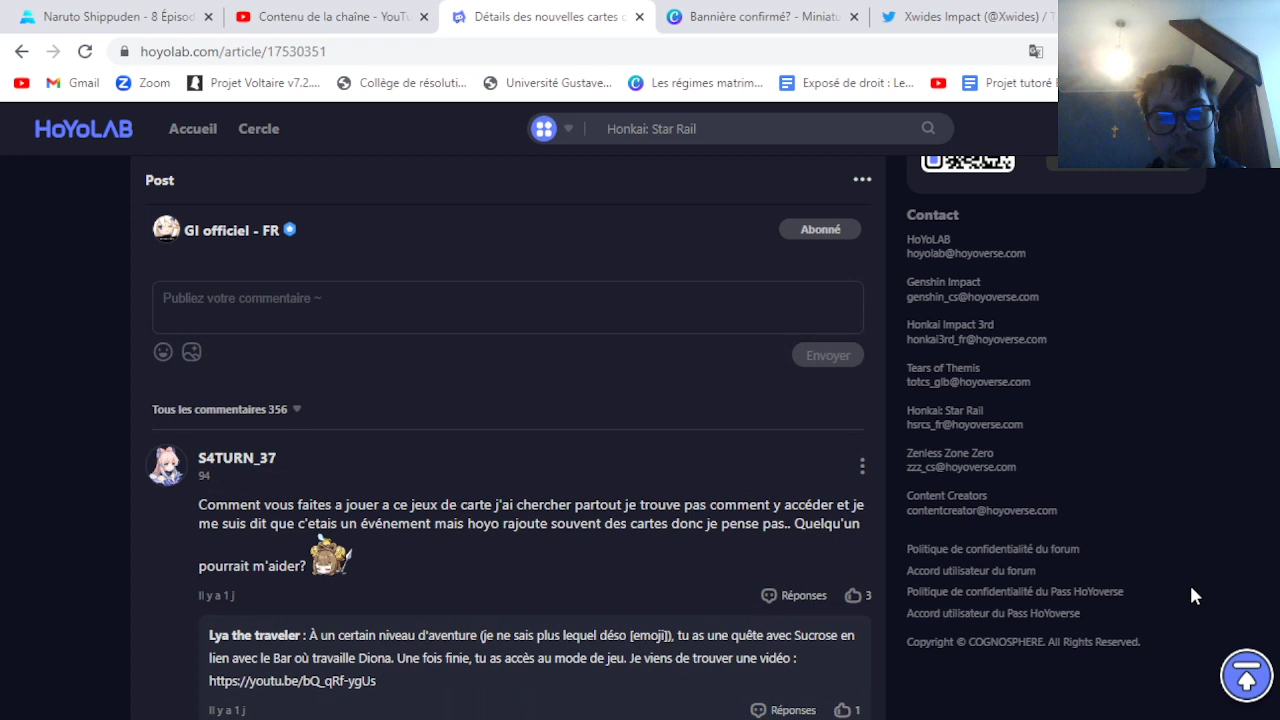 Naruto Shippuden - 8 Épisod
Contenu de la chaîne - YouTu
Détails des nouvelles cartes d
Bannière confirmé? - Miniatu
Xwides Impact (@Xwides) / T
hoyolab.com/article/17530351
Gmail
Zoom
Projet Voltaire v7.2....
Collège de résoluti...
Université Gustave...
Les régimes matrim...
Exposé de droit : Le...
Projet tutoré
HoYoLAB
Accueil
Cercle
Honkai: Star Rail
Post
GI officiel - FR
Abonné
Publiez votre commentaire ~
Envoyer
Tous les commentaires 356
S4TURN_37
94
Comment vous faites a jouer a ce jeux de carte j'ai chercher partout je trouve pas comment y accéder et je
me suis dit que c'etais un événement mais hoyo rajoute souvent des cartes donc je pense pas.. Quelqu'un
pourrait m'aider?
Il y a 1 j
Réponses
3
Lya the traveler : À un certain niveau d'aventure (je ne sais plus lequel déso [emoji]), tu as une quête avec Sucrose en
lien avec le Bar où travaille Diona. Une fois finie, tu as accès au mode de jeu. Je viens de trouver une vidéo :
https://youtu.be/bQ_qRf-ygUs
Il y a 1 j
Réponses
1
Contact
HoYoLAB
hoyolab@hoyoverse.com
Genshin Impact
genshin_cs@hoyoverse.com
Honkai Impact 3rd
honkai3rd_fr@hoyoverse.com
Tears of Themis
totcs_glb@hoyoverse.com
Honkai: Star Rail
hsrcs_fr@hoyoverse.com
Zenless Zone Zero
zzz_cs@hoyoverse.com
Content Creators
contentcreator@hoyoverse.com
Politique de confidentialité du forum
Accord utilisateur du forum
Politique de confidentialité du Pass HoYoverse
Accord utilisateur du Pass HoYoverse
Copyright © COGNOSPHERE. All Rights Reserved.